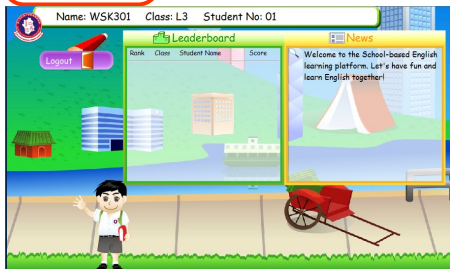 Name: WSK301 Class: L3 Student No: 01
Logout
Leaderboard
Rank Class Student Name Score
News
Welcome to the School-based English
learning platform. Let's have fun and
learn English together!